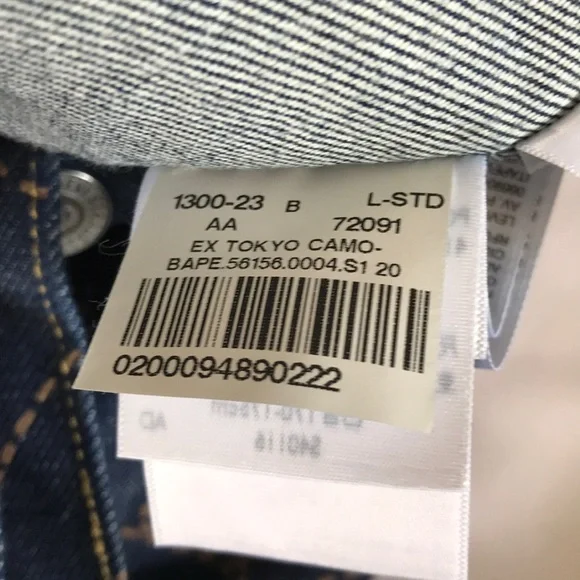 1300-23 B L-STD
AA 72091
EX TOKYO CAMO-
BAPE.56156.0004.S1 20
0200094890222